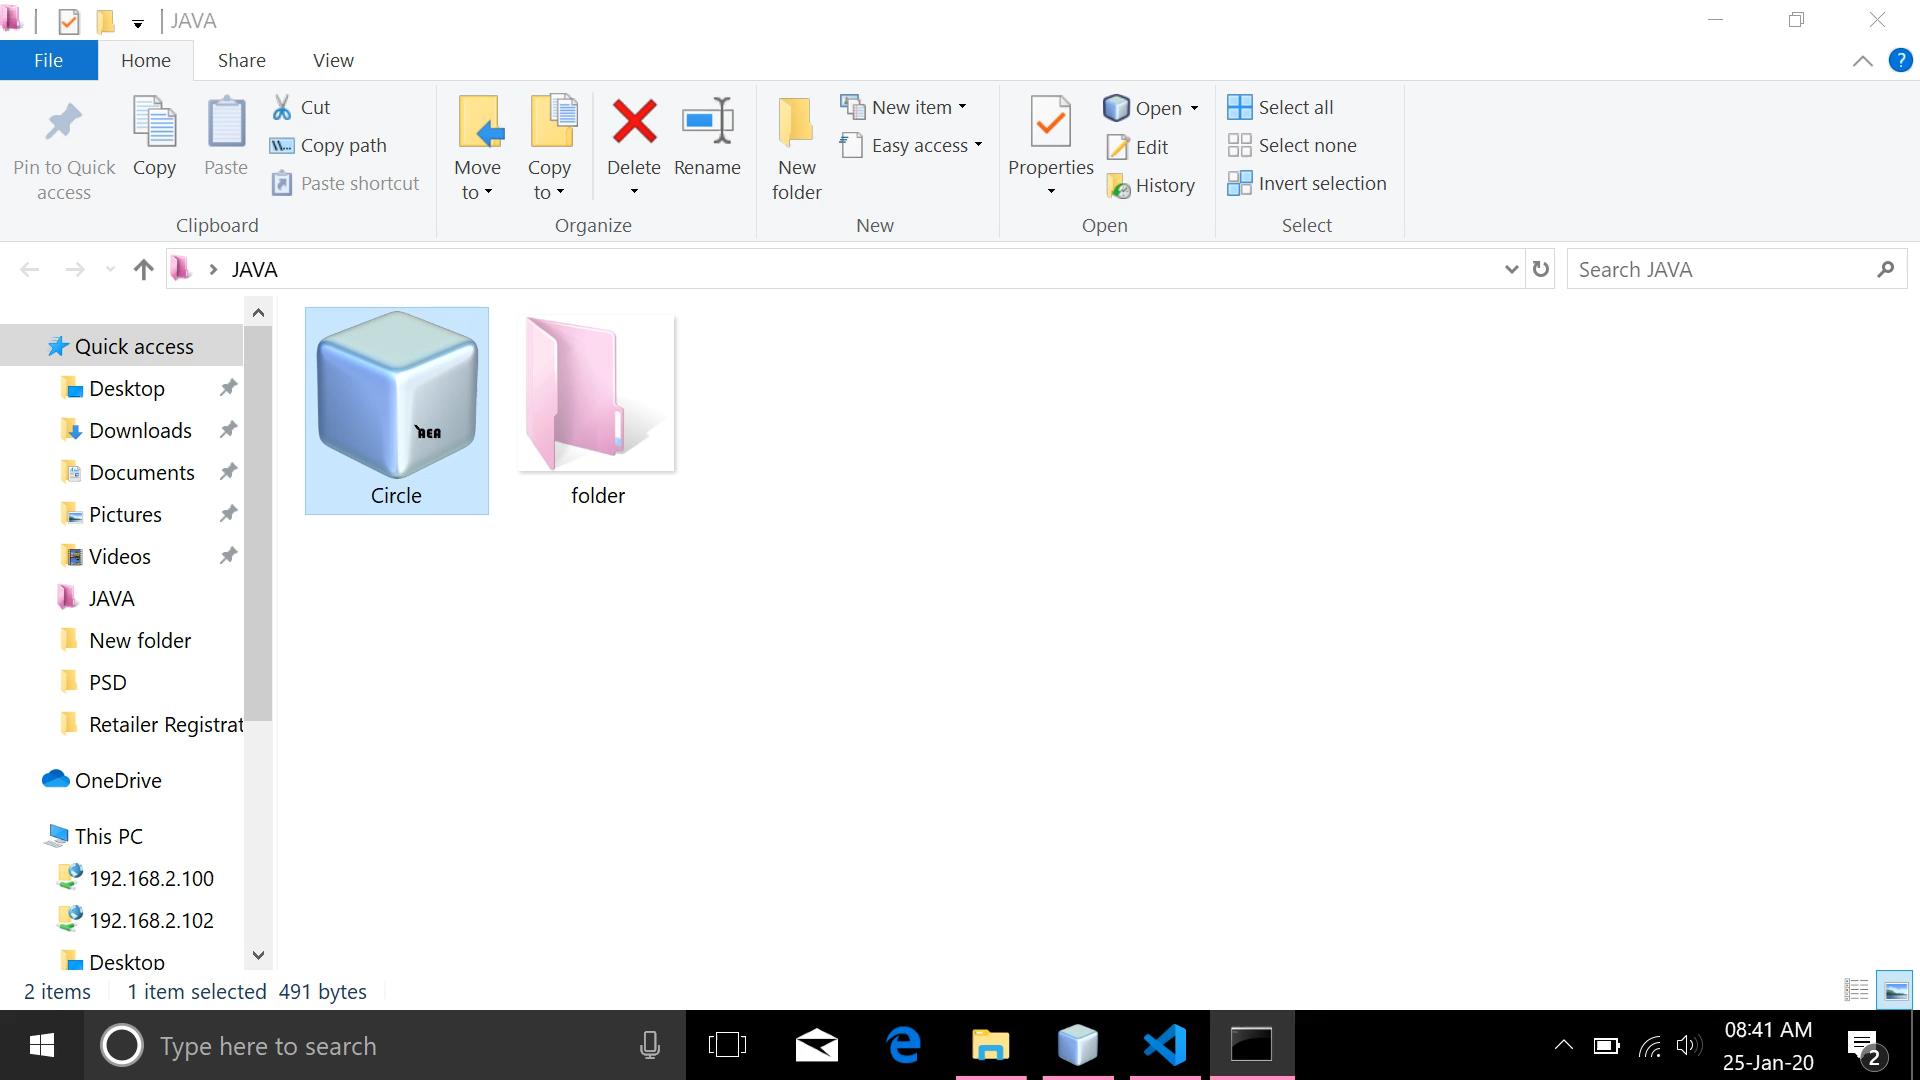 JAVA
File Home Share View
Pin to Quick access
Copy
Paste
Cut
Copy path
Paste shortcut
Clipboard
Move to
Copy to
Delete
Rename
Organize
New folder
New item
Easy access
New
Properties
Open
Edit
History
Open
Select all
Select none
Invert selection
Select
JAVA
Search JAVA
Quick access
Desktop
Downloads
Documents
Pictures
Videos
JAVA
New folder
PSD
Retailer Registrat
OneDrive
This PC
192.168.2.100
192.168.2.102
Desktop
AEA
Circle
folder
2 items 1 item selected 491 bytes
Type here to search
08:41 AM
25-Jan-20
2